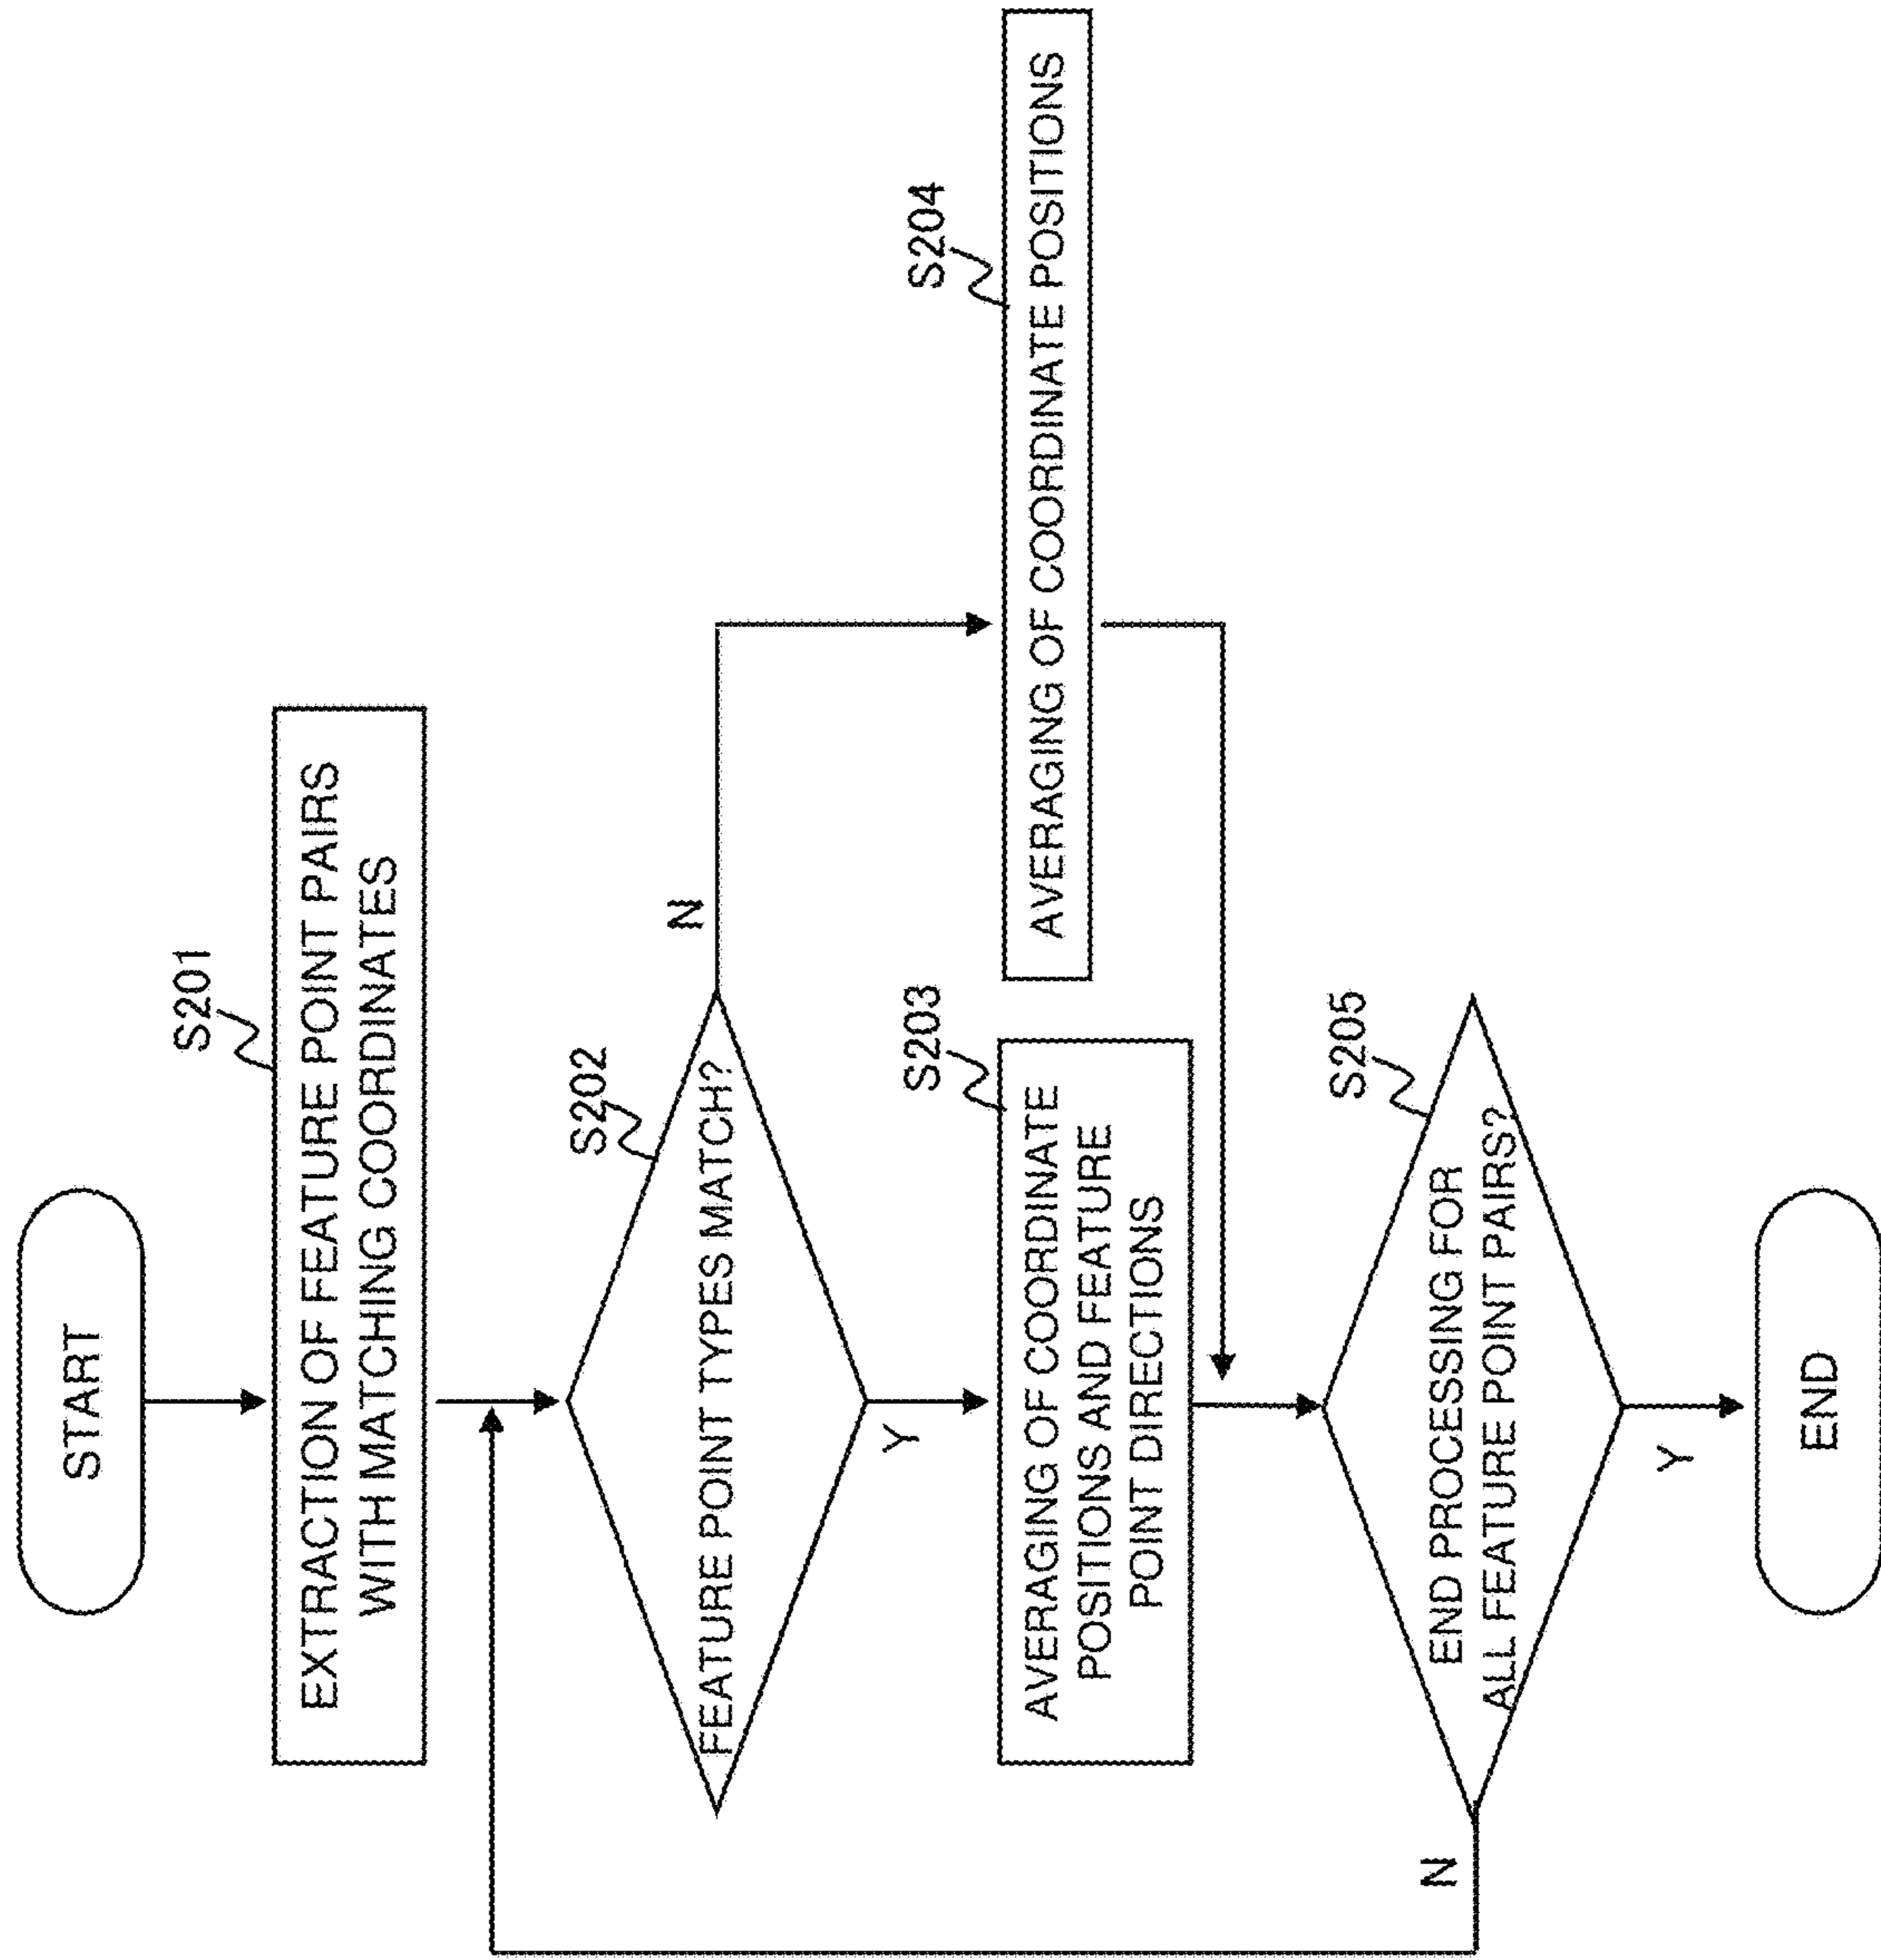 START
S201
EXTRACTION OF FEATURE POINT PAIRS
WITH MATCHING COORDINATES
S202
FEATURE POINT TYPES MATCH?
N
Y
S203
AVERAGING OF COORDINATE
POSITIONS AND FEATURE
POINT DIRECTIONS
S204
AVERAGING OF COORDINATE POSITIONS
S205
END PROCESSING FOR
ALL FEATURE POINT PAIRS?
N
Y
END